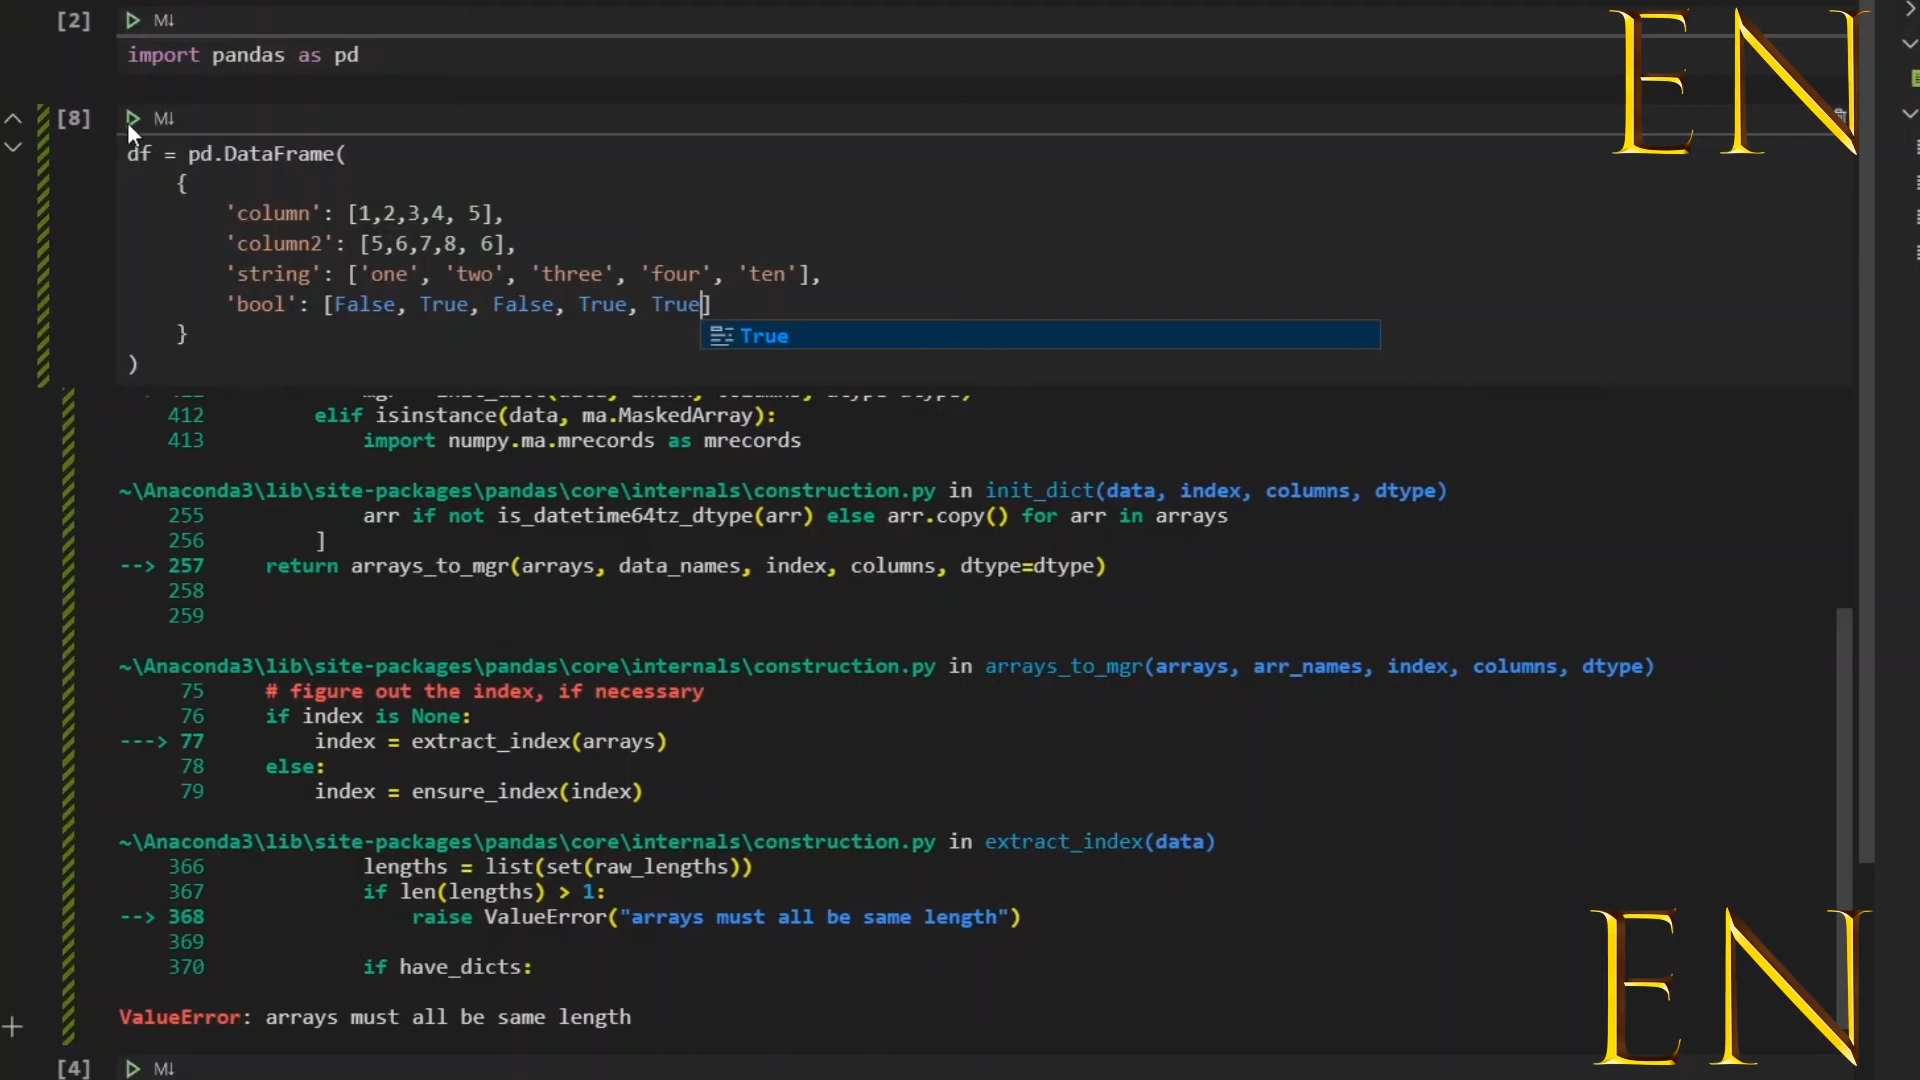 [2] M↓
import pandas as pd
[8] M↓
df = pd.DataFrame(
{
'column': [1,2,3,4, 5],
'column2': [5,6,7,8, 6],
'string': ['one', 'two', 'three', 'four', 'ten'],
'bool': [False, True, False, True, True]
True
}
)
412 elif isinstance(data, ma.MaskedArray):
413 import numpy.ma.mrecords as mrecords
~\Anaconda3\lib\site-packages\pandas\core\internals\construction.py in init_dict(data, index, columns, dtype)
255 arr if not is_datetime64tz_dtype(arr) else arr.copy() for arr in arrays
256 ]
--> 257 return arrays_to_mgr(arrays, data_names, index, columns, dtype=dtype)
258
259
~\Anaconda3\lib\site-packages\pandas\core\internals\construction.py in arrays_to_mgr(arrays, arr_names, index, columns, dtype)
75 # figure out the index, if necessary
76 if index is None:
---> 77 index = extract_index(arrays)
78 else:
79 index = ensure_index(index)
~\Anaconda3\lib\site-packages\pandas\core\internals\construction.py in extract_index(data)
366 lengths = list(set(raw_lengths))
367 if len(lengths) > 1:
--> 368 raise ValueError("arrays must all be same length")
369
370 if have_dicts:
ValueError: arrays must all be same length
[4] M↓
EN
EN